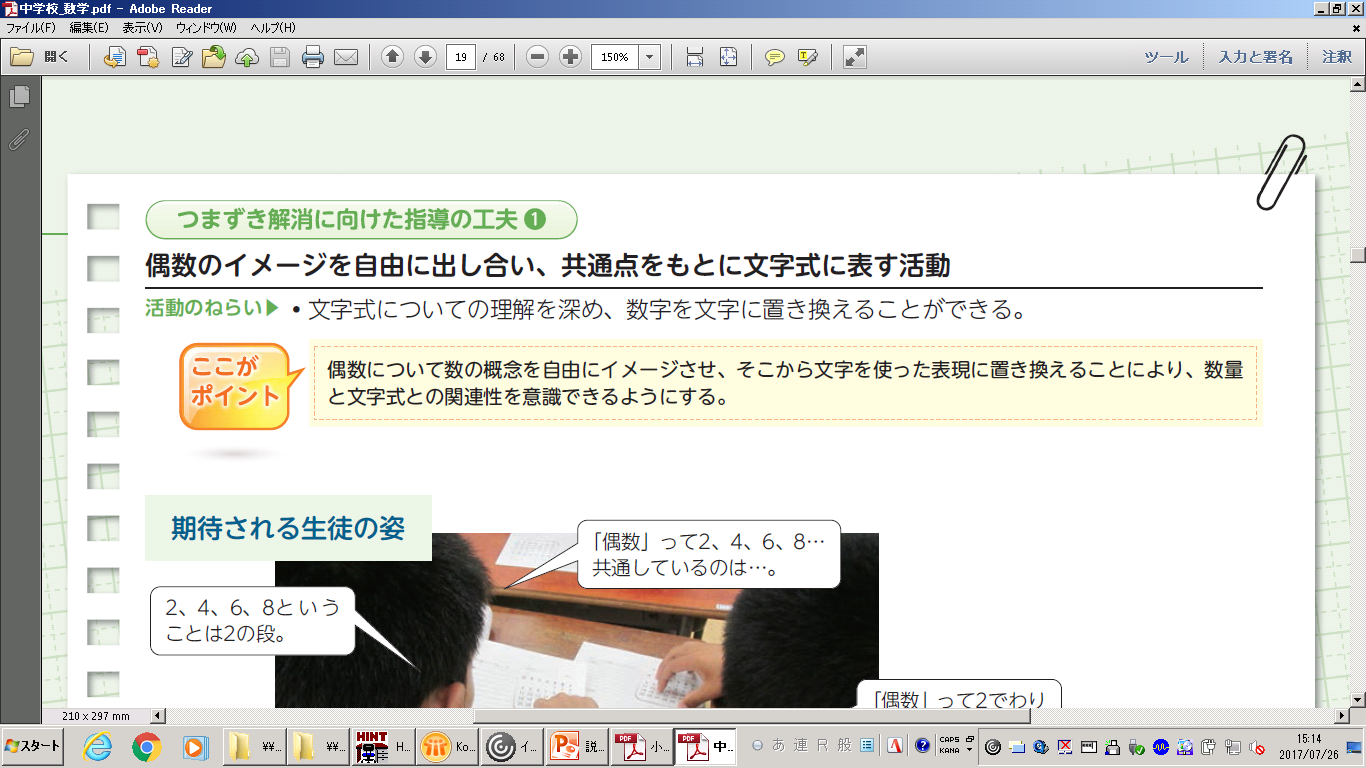 中学校_数学.pdf - Adobe Reader
ファイル(F) 編集(E) 表示(V) ウィンドウ(W) ヘルプ(H)
開く 19 / 68 150% ツール 入力と署名 注釈
つまずき解消に向けた指導の工夫 ❶
偶数のイメージを自由に出し合い、共通点をもとに文字式に表す活動
活動のねらい▶ • 文字式についての理解を深め、数字を文字に置き換えることができる。
ここが
ポイント
偶数について数の概念を自由にイメージさせ、そこから文字を使った表現に置き換えることにより、数量
と文字式との関連性を意識できるようにする。
期待される生徒の姿
「偶数」って2、4、6、8…
共通しているのは…。
2、4、6、8という
ことは2の段。
「偶数」って2でわり
210 x 297 mm
スタート ¥¥... ¥¥... HINT H... Ko... イ... 説... 小... 中... あ 連 R 般 CAPS KANA 15:14
2017/07/26